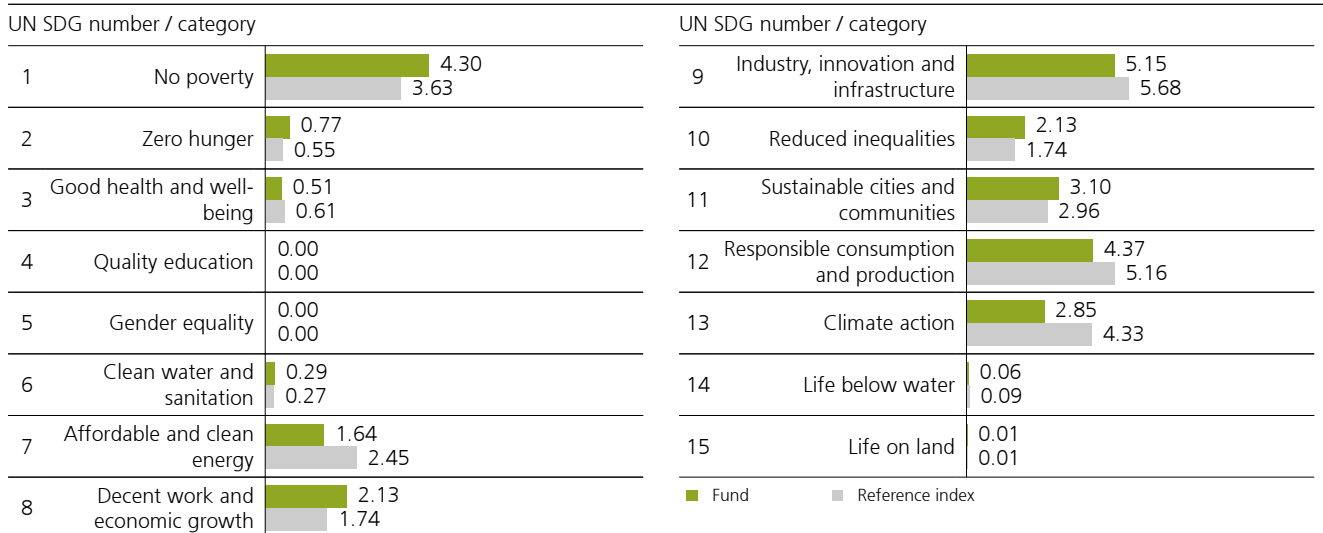 UN SDG number / category
1
No poverty
4.30
3.63
2
Zero hunger
0.77
0.55
3
Good health and well-
being
0.51
0.61
4
Quality education
0.00
0.00
5
Gender equality
0.00
0.00
6
Clean water and
sanitation
0.29
0.27
7
Affordable and clean
energy
1.64
2.45
8
Decent work and
economic growth
2.13
1.74
UN SDG number / category
9
Industry, innovation and
infrastructure
5.15
5.68
10
Reduced inequalities
2.13
1.74
11
Sustainable cities and
communities
3.10
2.96
12
Responsible consumption
and production
4.37
5.16
13
Climate action
2.85
4.33
14
Life below water
0.06
0.09
15
Life on land
0.01
0.01
Fund
Reference index